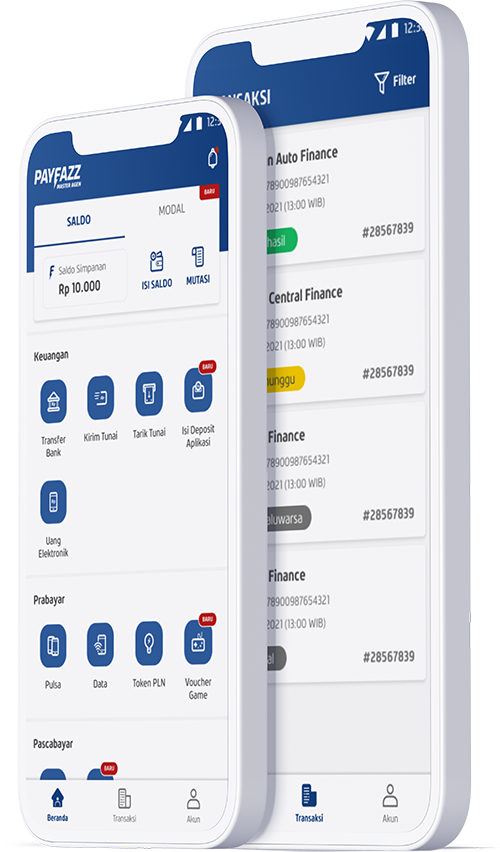 12:3
PAYFAZZ
MASTER AGEN
BARU
SALDO
MODAL
Saldo Simpanan
Rp 10.000
ISI SALDO
MUTASI
Keuangan
BARU
Transfer
Bank
Kirim Tunai
Tarik Tunai
Isi Deposit
Aplikasi
Uang
Elektronik
Prabayar
BARU
Pulsa
Data
Token PLN
Voucher
Game
Pascabayar
BARU
Beranda
Transaksi
Akun
12:3
NSAKSI
Filter
n Auto Finance
78900987654321
2021 (13:00 WIB)
hasil
#28567839
Central Finance
78900987654321
2021 (13:00 WIB)
unggu
#28567839
Finance
78900987654321
2021 (13:00 WIB)
aluwarsa
#28567839
Finance
78900987654321
2021 (13:00 WIB)
al
#28567839
Transaksi
Akun